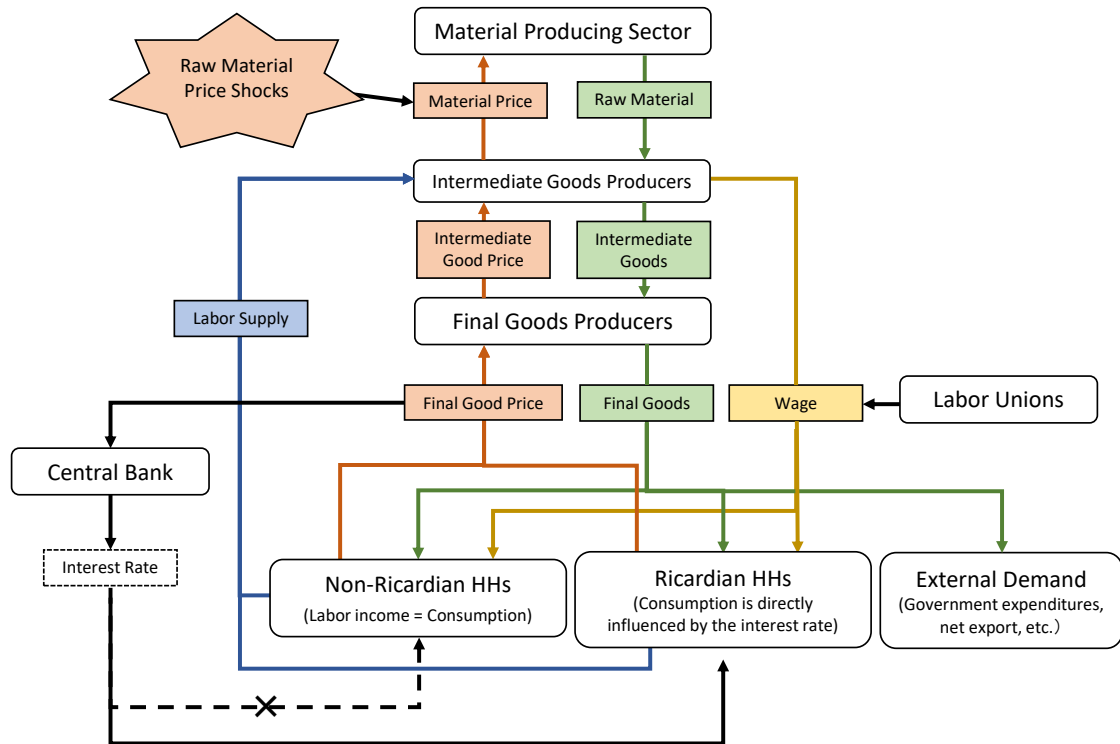 Material Producing Sector
Raw Material
Price Shocks
Material Price
Raw Material
Intermediate Goods Producers
Intermediate
Good Price
Intermediate
Goods
Labor Supply
Final Goods Producers
Final Good Price
Final Goods
Wage
Labor Unions
Central Bank
Interest Rate
Non-Ricardian HHs
(Labor income = Consumption)
Ricardian HHs
(Consumption is directly
influenced by the interest rate)
External Demand
(Government expenditures,
net export, etc.)